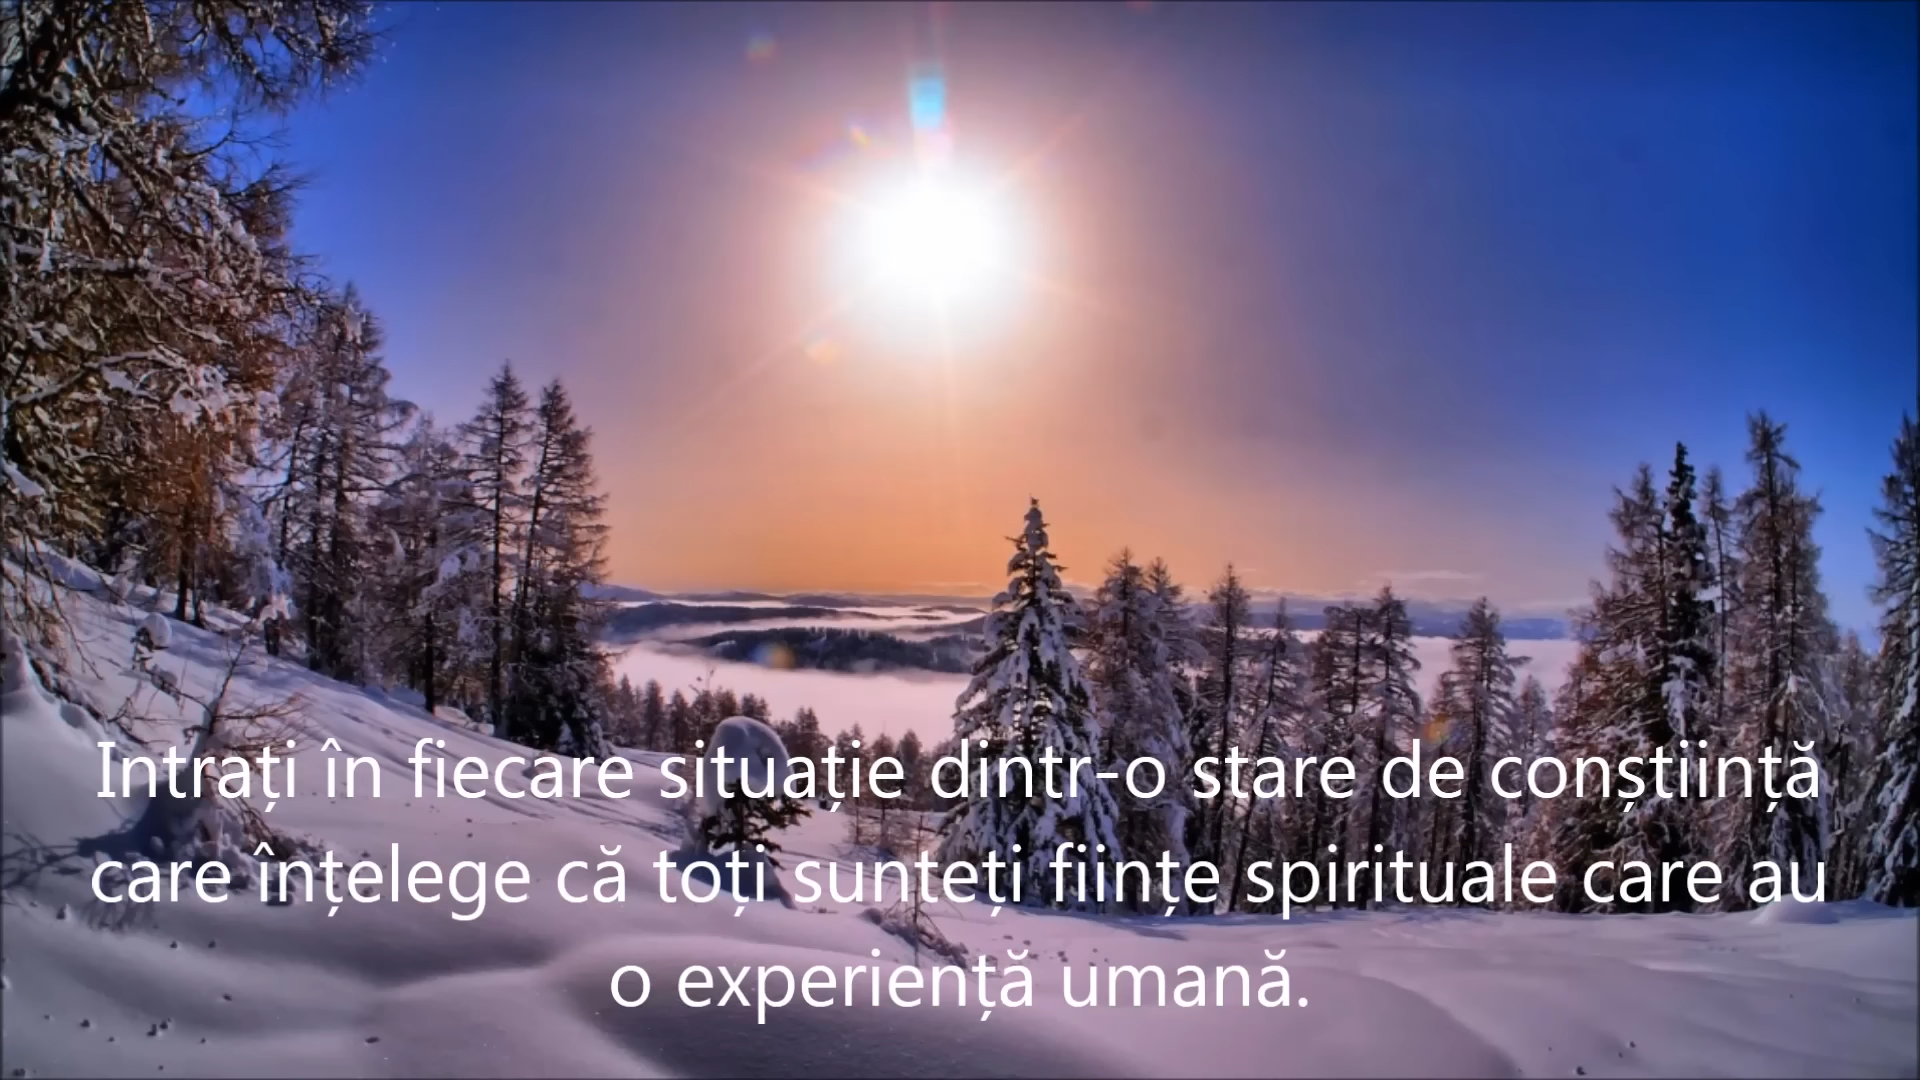 Intrați în fiecare situație dintr-o stare de conștiință
care înțelege că toți sunteți ființe spirituale care au
o experiență umană.